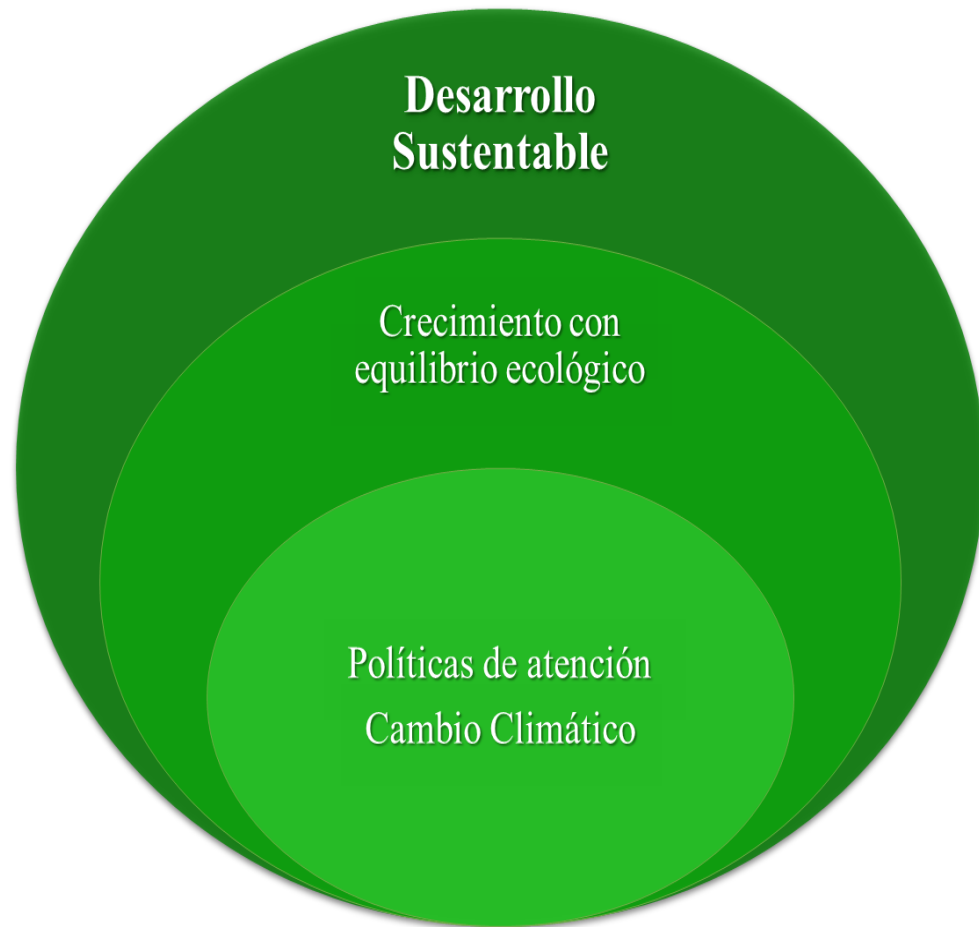 Desarrollo
Sustentable
Crecimiento con
equilibrio ecológico
Políticas de atención
Cambio Climático